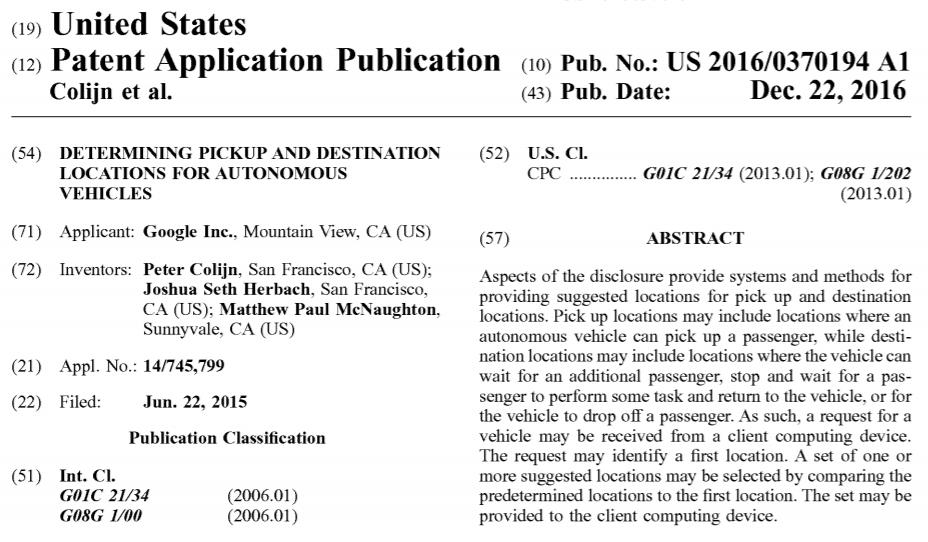 (19) United States
(12) Patent Application Publication (10) Pub. No.: US 2016/0370194 A1
Colijn et al. (43) Pub. Date: Dec. 22, 2016
(54) DETERMINING PICKUP AND DESTINATION
LOCATIONS FOR AUTONOMOUS
VEHICLES
(71) Applicant: Google Inc., Mountain View, CA (US)
(72) Inventors: Peter Colijn, San Francisco, CA (US);
Joshua Seth Herbach, San Francisco,
CA (US); Matthew Paul McNaughton,
Sunnyvale, CA (US)
(21) Appl. No.: 14/745,799
(22) Filed: Jun. 22, 2015
Publication Classification
(51) Int. Cl.
G01C 21/34 (2006.01)
G08G 1/00 (2006.01)
(52) U.S. Cl.
CPC ............... G01C 21/34 (2013.01); G08G 1/202
(2013.01)
(57) ABSTRACT
Aspects of the disclosure provide systems and methods for
providing suggested locations for pick up and destination
locations. Pick up locations may include locations where an
autonomous vehicle can pick up a passenger, while desti-
nation locations may include locations where the vehicle can
wait for an additional passenger, stop and wait for a pas-
senger to perform some task and return to the vehicle, or for
the vehicle to drop off a passenger. As such, a request for a
vehicle may be received from a client computing device.
The request may identify a first location. A set of one or
more suggested locations may be selected by comparing the
predetermined locations to the first location. The set may be
provided to the client computing device.